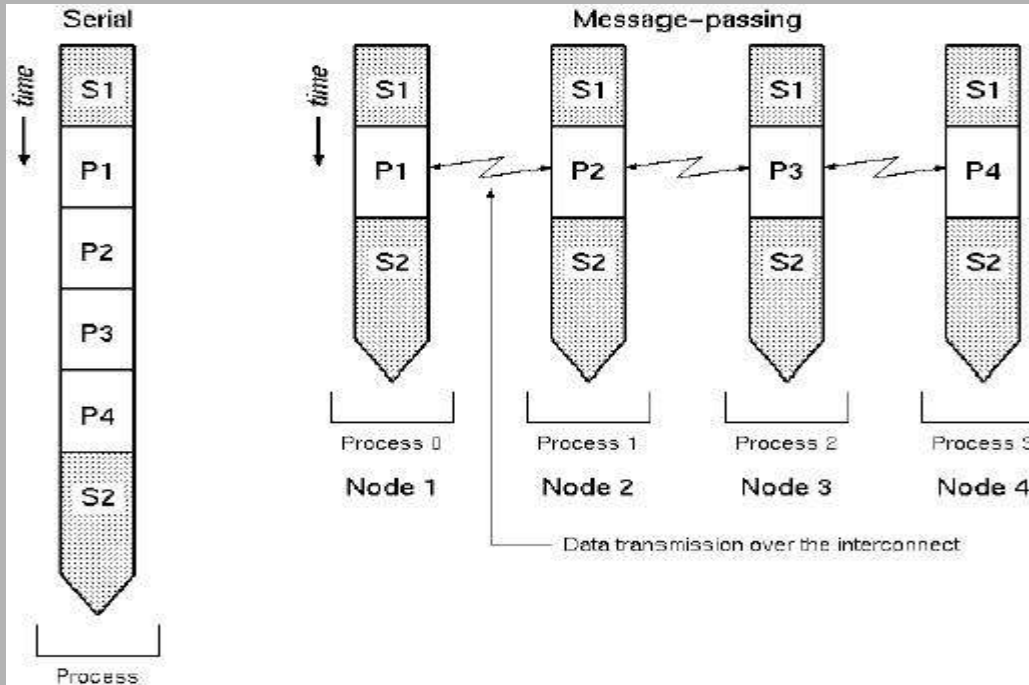 Serial
time
S1
P1
P2
P3
P4
S2
Process
Message-passing
time
S1
S1
S1
S1
P1
P2
P3
P4
S2
S2
S2
S2
Process 0
Process 1
Process 2
Process 3
Node 1
Node 2
Node 3
Node 4
Data transmission over the interconnect